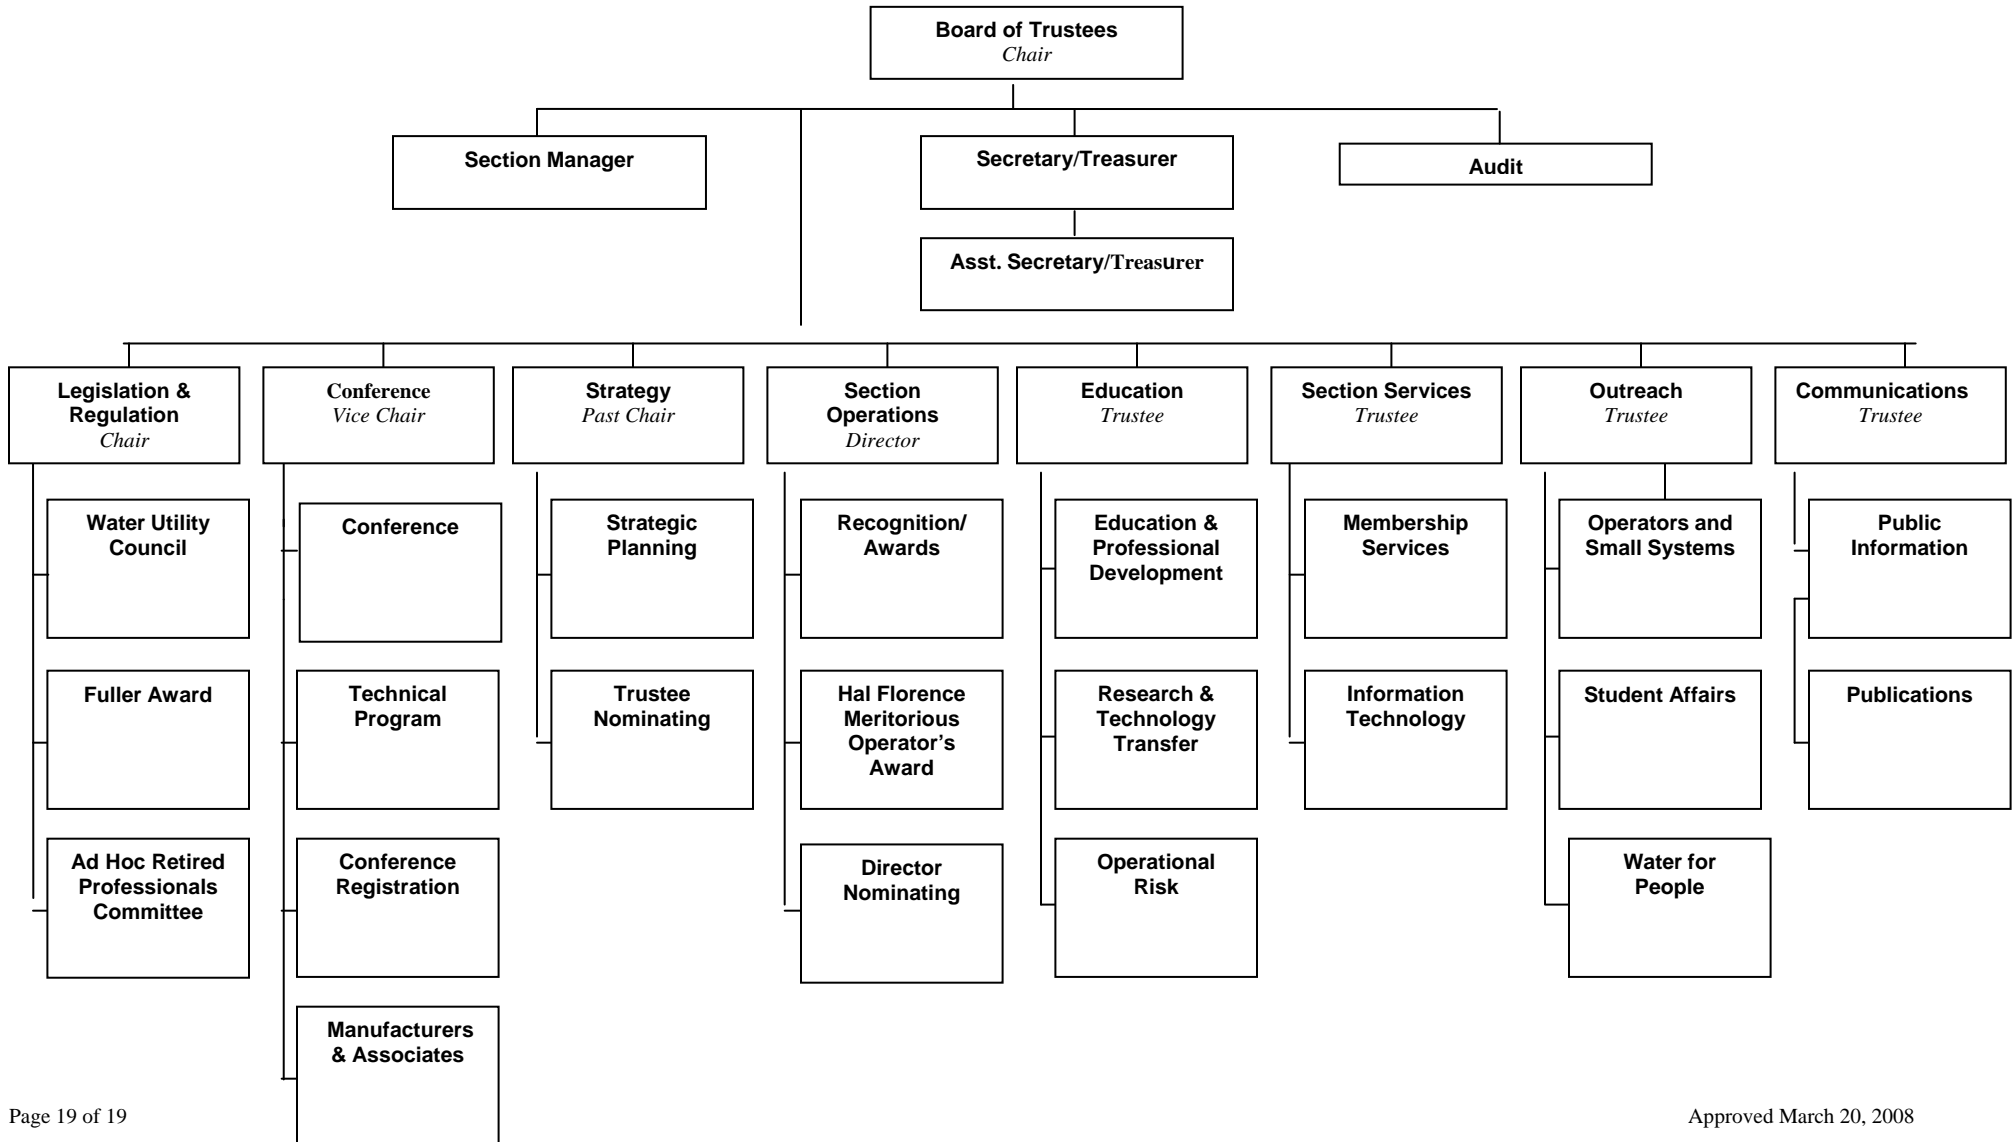 Board of Trustees
Chair
Section Manager
Secretary/Treasurer
Audit
Asst. Secretary/Treasurer
Legislation &
Regulation
Chair
Conference
Vice Chair
Strategy
Past Chair
Section
Operations
Director
Education
Trustee
Section Services
Trustee
Outreach
Trustee
Communications
Trustee
Water Utility
Council
Conference
Strategic
Planning
Recognition/
Awards
Education &
Professional
Development
Membership
Services
Operators and
Small Systems
Public
Information
Fuller Award
Technical
Program
Trustee
Nominating
Hal Florence
Meritorious
Operator’s
Award
Research &
Technology
Transfer
Information
Technology
Student Affairs
Publications
Ad Hoc Retired
Professionals
Committee
Conference
Registration
Director
Nominating
Operational
Risk
Water for
People
Manufacturers
& Associates
Page 19 of 19
Approved March 20, 2008